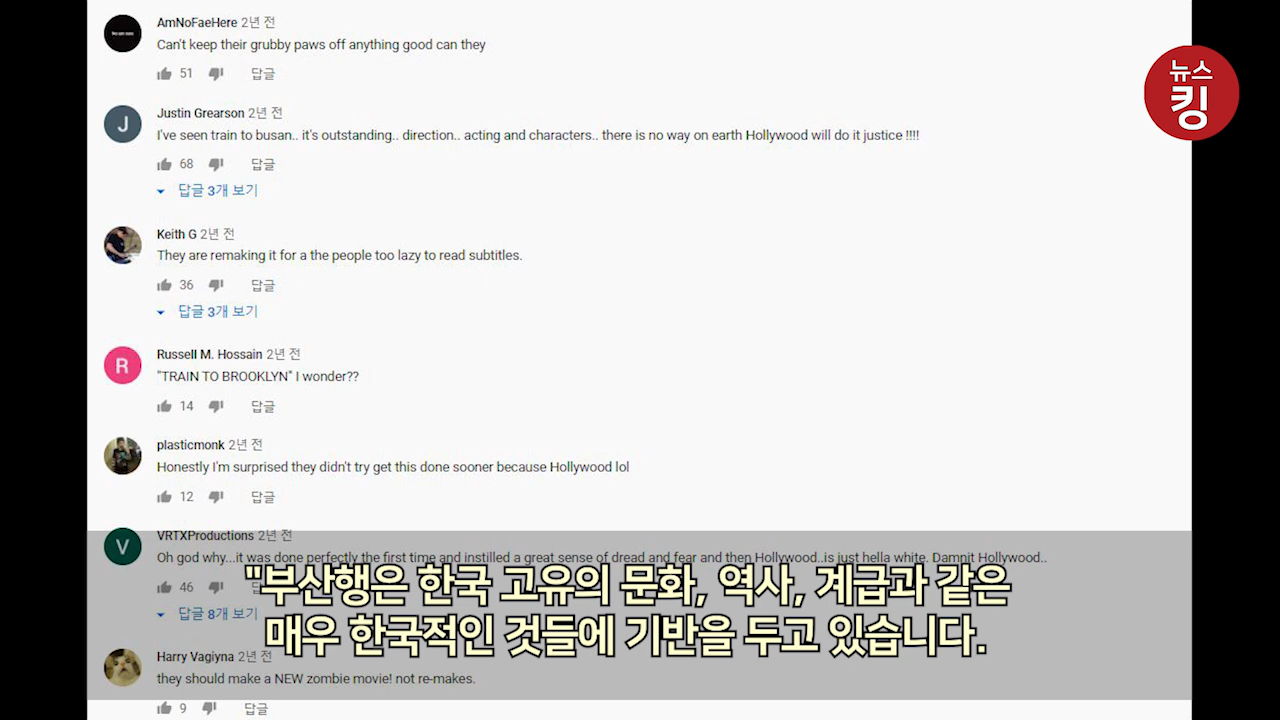 AmNoFaeHere 2년 전
Can't keep their grubby paws off anything good can they
51 답글
뉴스
킹
J
Justin Grearson 2년 전
I've seen train to busan.. it's outstanding.. direction.. acting and characters.. there is no way on earth Hollywood will do it justice !!!!
68 답글
답글 3개 보기
Keith G 2년 전
They are remaking it for a the people too lazy to read subtitles.
36 답글
답글 3개 보기
R
Russell M. Hossain 2년 전
"TRAIN TO BROOKLYN" I wonder??
14 답글
plasticmonk 2년 전
Honestly I'm surprised they didn't try get this done sooner because Hollywood lol
12 답글
V
VRTXProductions 2년 전
Oh god why...it was done perfectly the first time and instilled a great sense of dread and fear and then Hollywood..is just hella white. Damnit Hollywood..
46
답글 8개 보기
"부산행은 한국 고유의 문화, 역사, 계급과 같은
매우 한국적인 것들에 기반을 두고 있습니다.
Harry Vagiyna 2년 전
they should make a NEW zombie movie! not re-makes.
9 답글